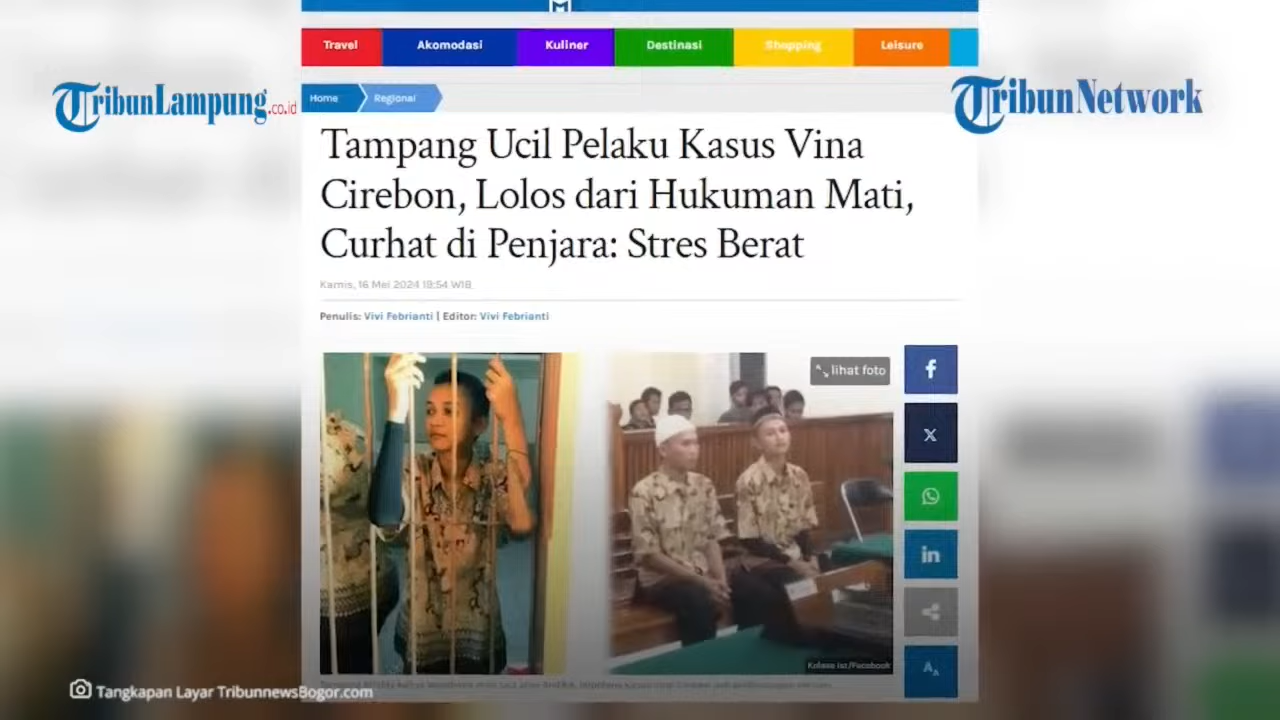 Travel
Akomodasi
Kuliner
Destinasi
Shopping
Leisure
TribunLampung.co.id
TribunNetwork
Home
Regional
Tampang Ucil Pelaku Kasus Vina
Cirebon, Lolos dari Hukuman Mati,
Curhat di Penjara: Stres Berat
Kamis, 16 Mei 2024 19:54 WIB
Penulis: Vivi Febrianti | Editor: Vivi Febrianti
lihat foto
Kolase Ist/Facebook
Tangkapan Layar TribunnewsBogor.com